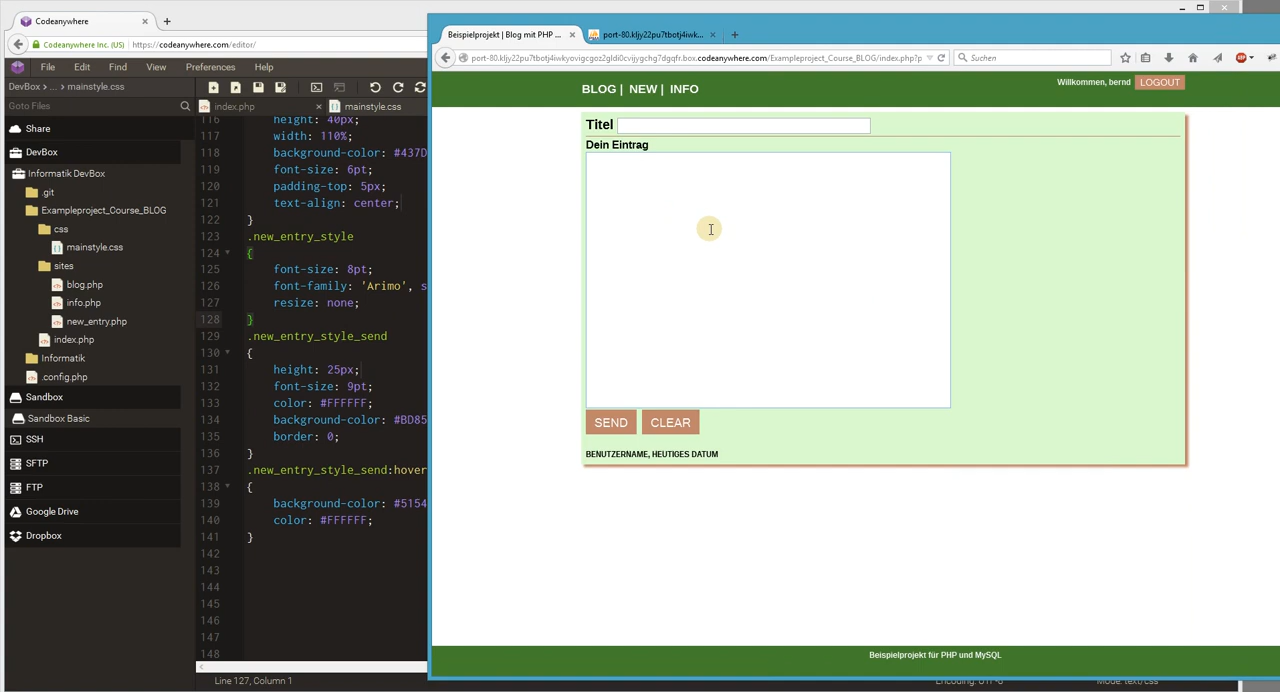 Codeanywhere
Codeanywhere Inc. (US)
https://codeanywhere.com/editor/
File Edit Find View Preferences Help
DevBox > ... > mainstyle.css
Goto Files
Share
DevBox
Informatik DevBox
.git
Exampleproject_Course_BLOG
css
mainstyle.css
sites
blog.php
info.php
new_entry.php
index.php
Informatik
.config.php
Sandbox
Sandbox Basic
SSH
SFTP
FTP
Google Drive
Dropbox
index.php
mainstyle.css
116 height: 40px;
117 width: 110%;
118 background-color: #437D
119 font-size: 6pt;
120 padding-top: 5px;
121 text-align: center;
122 }
123 .new_entry_style
124 {
125 font-size: 8pt;
126 font-family: 'Arimo', s
127 resize: none;
128 }
129 .new_entry_style_send
130 {
131 height: 25px;
132 font-size: 9pt;
133 color: #FFFFFF;
134 background-color: #BD85
135 border: 0;
136 }
137 .new_entry_style_send:hover
138 {
139 background-color: #5154
140 color: #FFFFFF;
141 }
142
143
144
145
146
147
148
Line 127, Column 1
Mode: text/css
Beispielprojekt | Blog mit PHP ...
port-80.kljy22pu7tbotj4iwk...
Suchen
BLOG | NEW | INFO
Willkommen, bernd LOGOUT
Titel
Dein Eintrag
SEND CLEAR
BENUTZERNAME, HEUTIGES DATUM
Beispielprojekt für PHP und MySQL